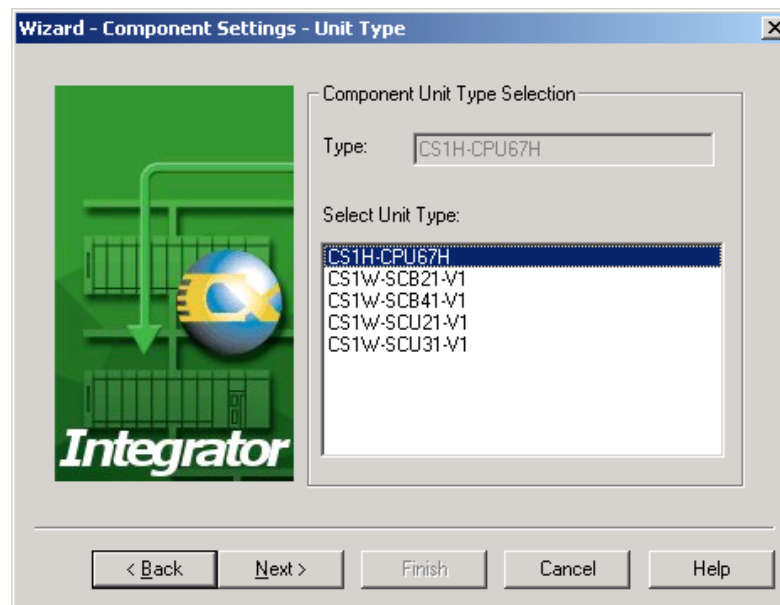 Wizard - Component Settings - Unit Type
Component Unit Type Selection
Type: CS1H-CPU67H
Select Unit Type:
CS1H-CPU67H
CS1W-SCB21-V1
CS1W-SCB41-V1
CS1W-SCU21-V1
CS1W-SCU31-V1
CX
Integrator
< Back Next > Finish Cancel Help